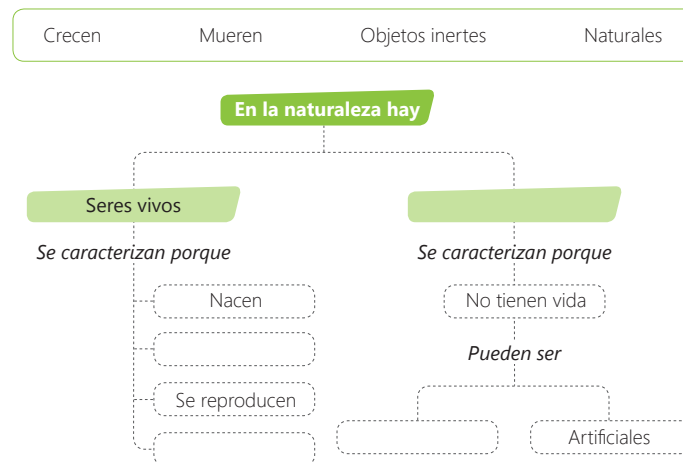 Crecen Mueren Objetos inertes Naturales
En la naturaleza hay
Seres vivos
Se caracterizan porque Se caracterizan porque
Nacen No tienen vida
Pueden ser
Se reproducen
Artificiales